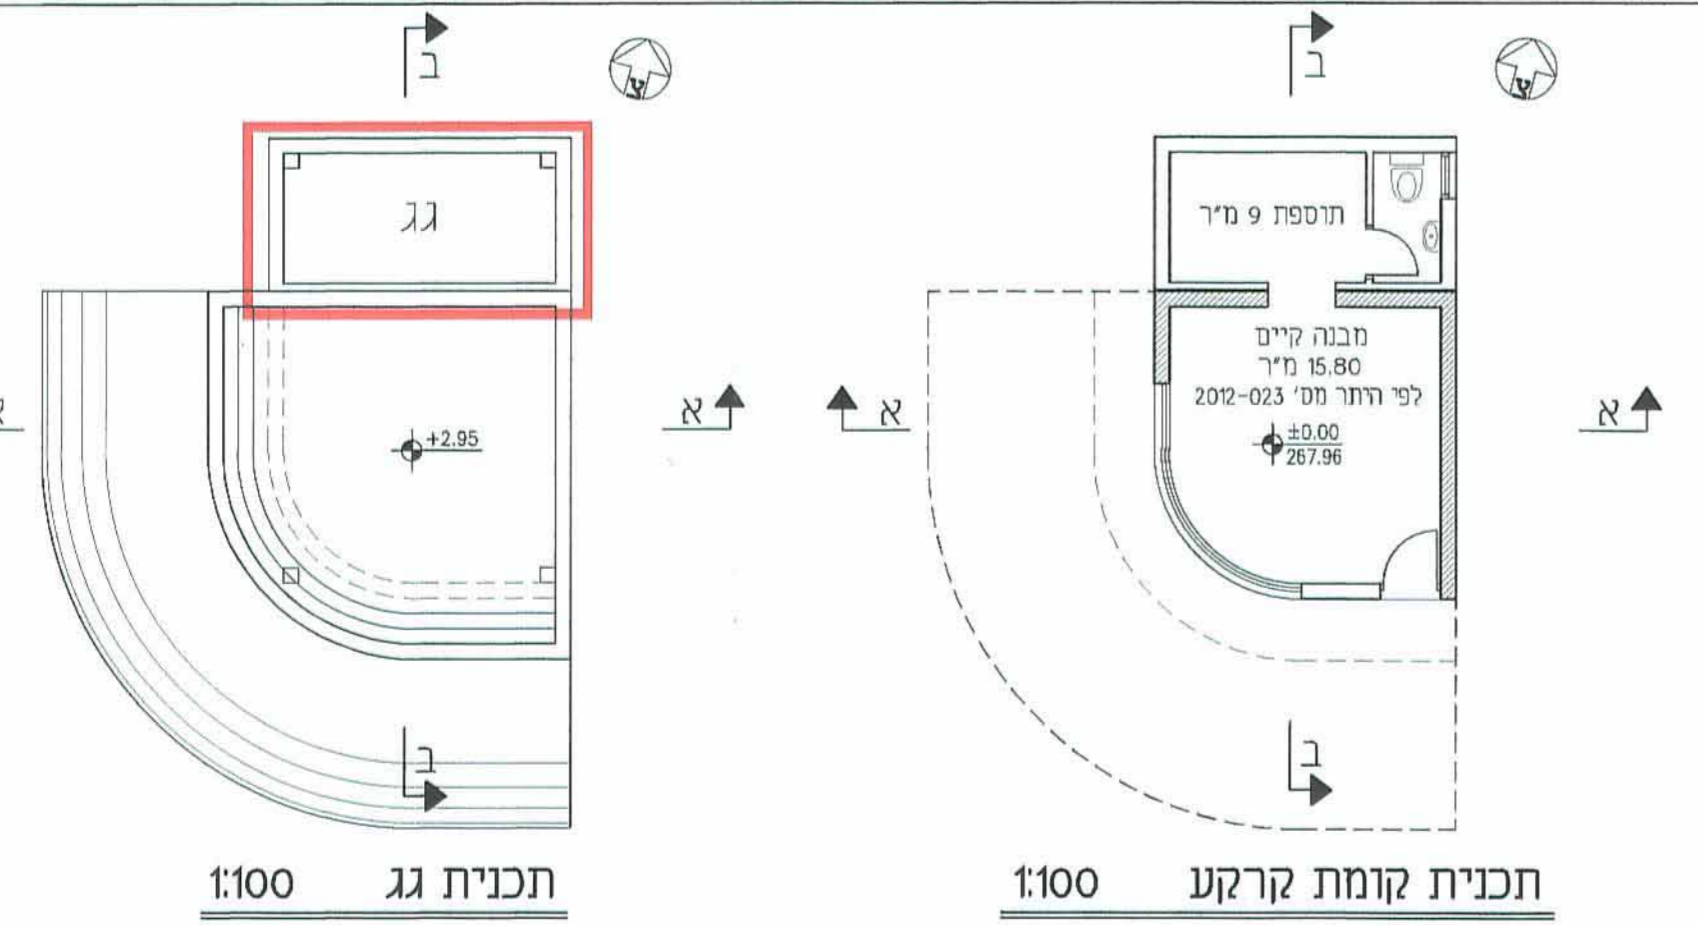 ב
ב
צ
צ
גג
תוספת 9 מ"ר
מבנה קיים
15.80 מ"ר
לפי היתר מס' 2012-023
א
א
א
א
+2.95
±0.00
267.96
ב
ב
תכנית גג 1:100
תכנית קומת קרקע 1:100